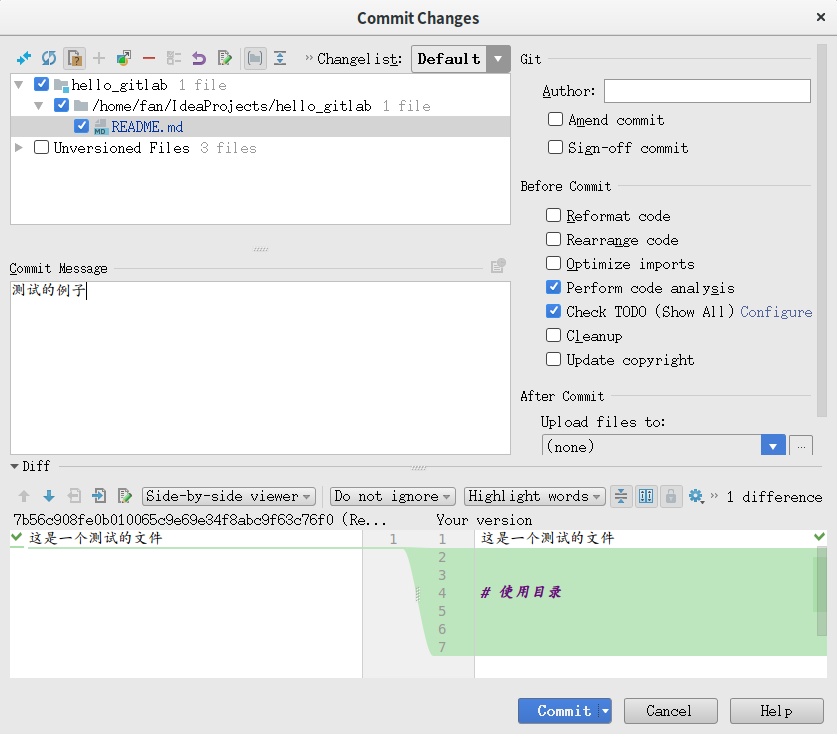 Commit Changes
» Changelist: Default
hello_gitlab 1 file
/home/fan/IdeaProjects/hello_gitlab 1 file
MD README.md
Unversioned Files 3 files
Commit Message
测试的例子
Git
Author:
Amend commit
Sign-off commit
Before Commit
Reformat code
Rearrange code
Optimize imports
Perform code analysis
Check TODO (Show All) Configure
Cleanup
Update copyright
After Commit
Upload files to:
(none) ...
Diff
Side-by-side viewer Do not ignore Highlight words » 1 difference
7b56c908fe0b010065c9e69e34f8abc9f63c76f0 (Re... Your version
这是一个测试的文件 1 1 这是一个测试的文件
2
3
4 # 使用目录
5
6
7
Commit Cancel Help